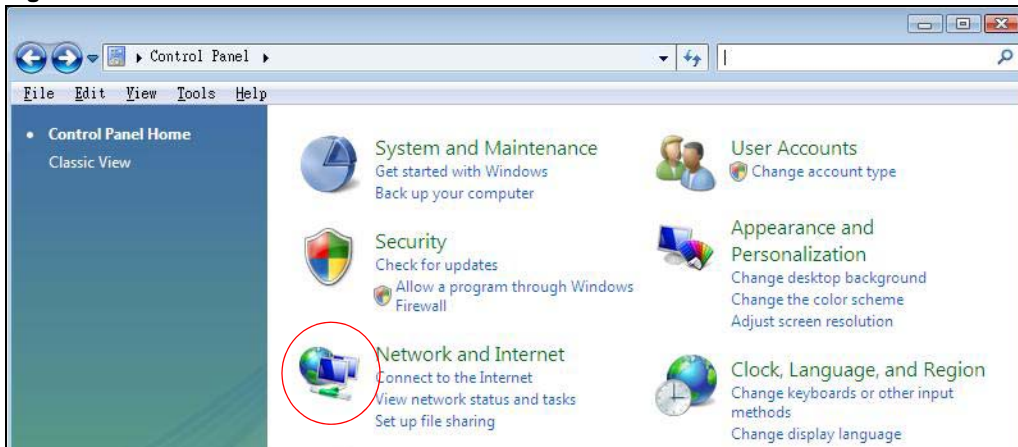 Control Panel
File Edit View Tools Help
Control Panel Home
Classic View
System and Maintenance
Get started with Windows
Back up your computer
Security
Check for updates
Allow a program through Windows
Firewall
Network and Internet
Connect to the Internet
View network status and tasks
Set up file sharing
User Accounts
Change account type
Appearance and
Personalization
Change desktop background
Change the color scheme
Adjust screen resolution
Clock, Language, and Region
Change keyboards or other input
methods
Change display language